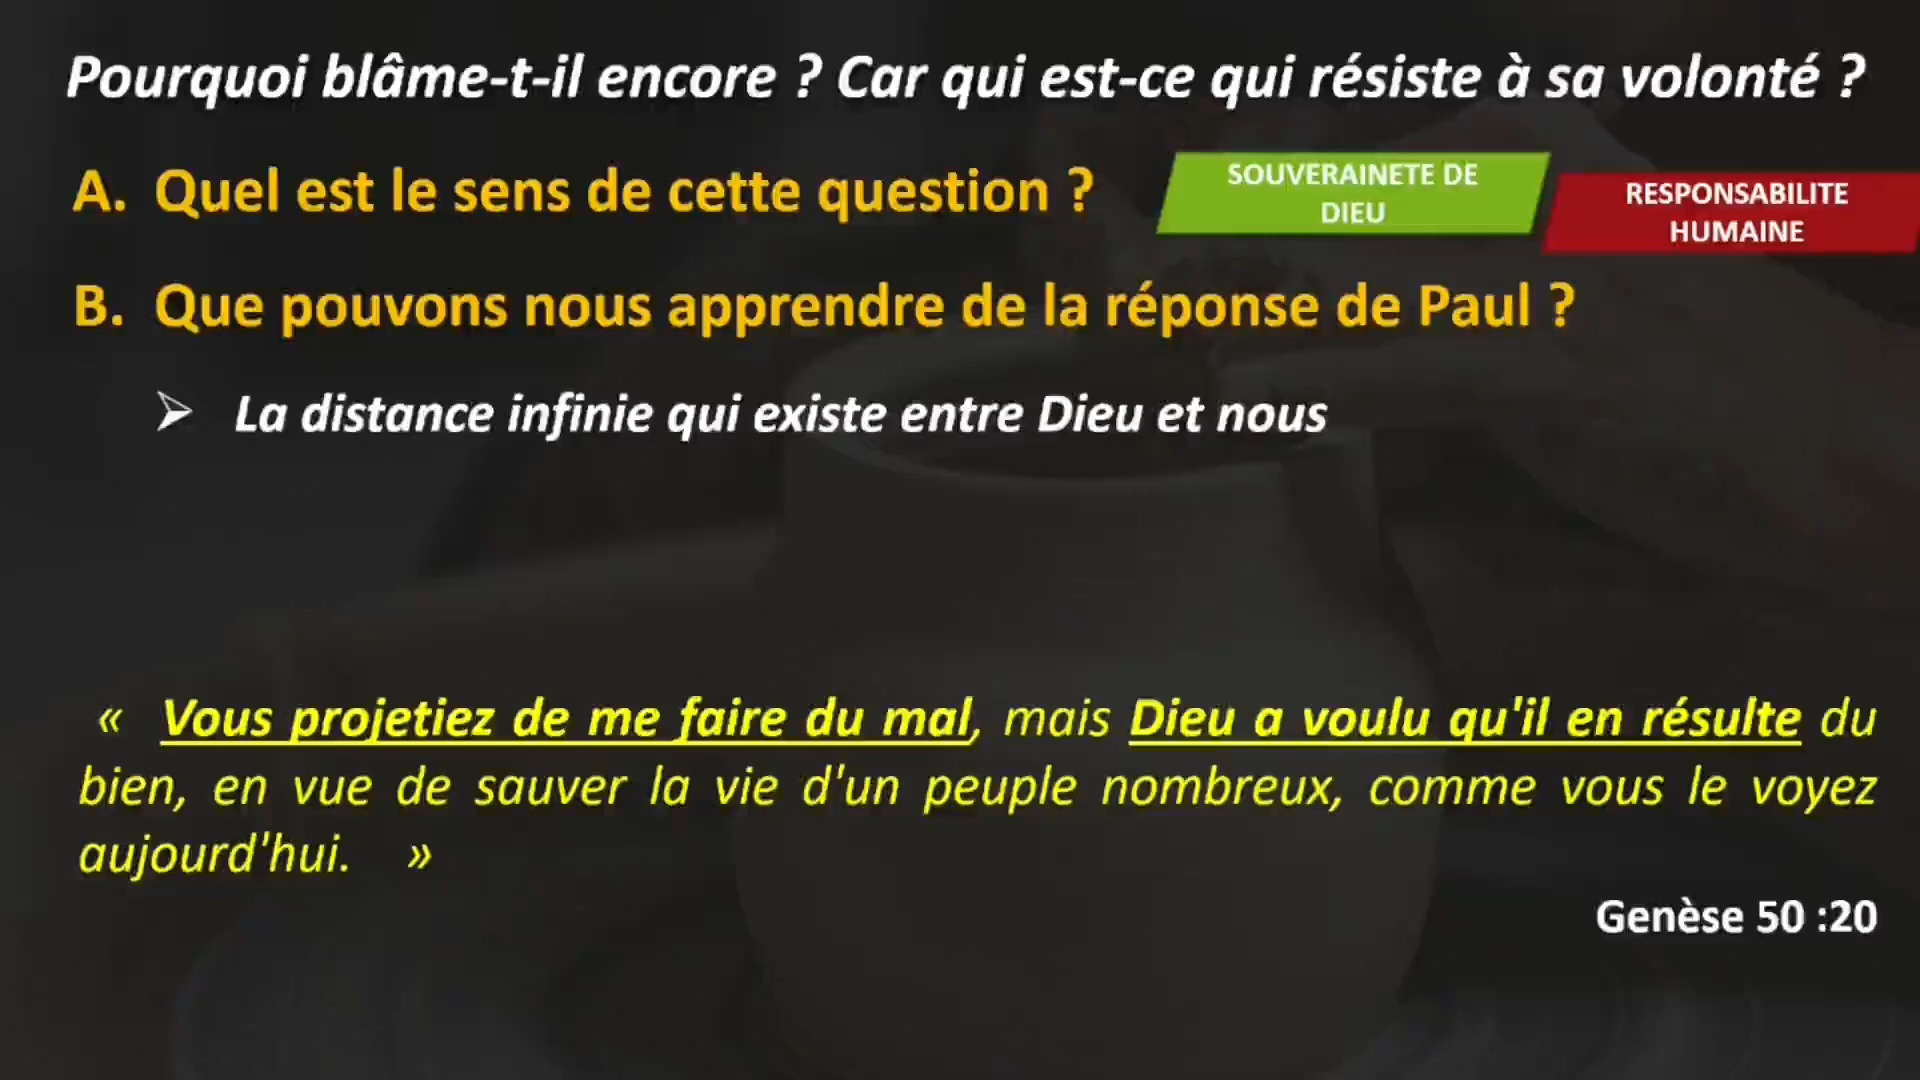 Pourquoi blâme-t-il encore ? Car qui est-ce qui résiste à sa volonté ?
A. Quel est le sens de cette question ?
SOUVERAINETE DE
DIEU
RESPONSABILITE
HUMAINE
B. Que pouvons nous apprendre de la réponse de Paul ?
➢ La distance infinie qui existe entre Dieu et nous
« Vous projetiez de me faire du mal, mais Dieu a voulu qu'il en résulte du
bien, en vue de sauver la vie d'un peuple nombreux, comme vous le voyez
aujourd'hui. »
Genèse 50 :20